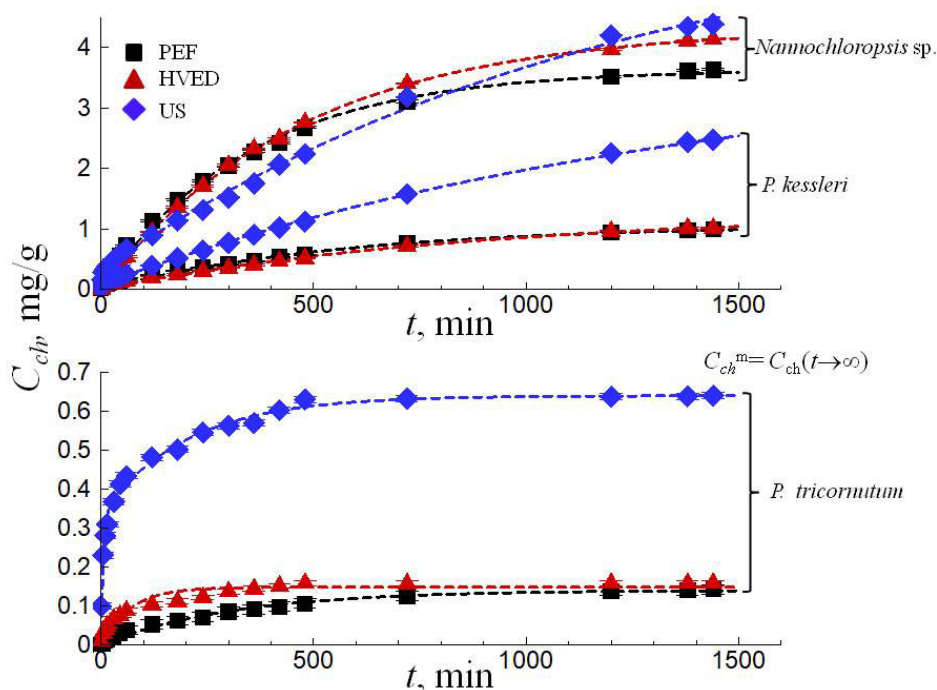 4
3
2
1
0
PEF
HVED
US
Nannochloropsis sp.
P. kessleri
0 500 1000 1500
t, min
C_ch, mg/g
C_ch^m = C_ch(t→∞)
0.7
0.6
0.5
0.4
0.3
0.2
0.1
0
P. tricornutum
0 500 1000 1500
t, min